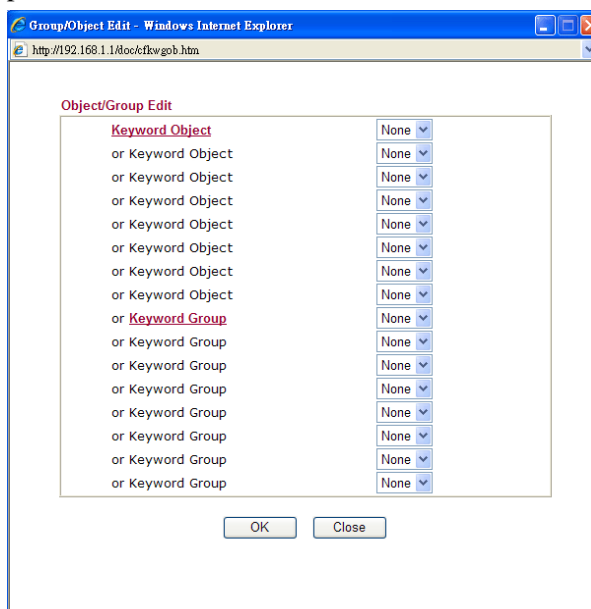 Group/Object Edit - Windows Internet Explorer
http://192.168.1.1/doc/cfkwgob.htm
Object/Group Edit
Keyword Object None
or Keyword Object None
or Keyword Object None
or Keyword Object None
or Keyword Object None
or Keyword Object None
or Keyword Object None
or Keyword Object None
or Keyword Group None
or Keyword Group None
or Keyword Group None
or Keyword Group None
or Keyword Group None
or Keyword Group None
or Keyword Group None
or Keyword Group None
OK Close